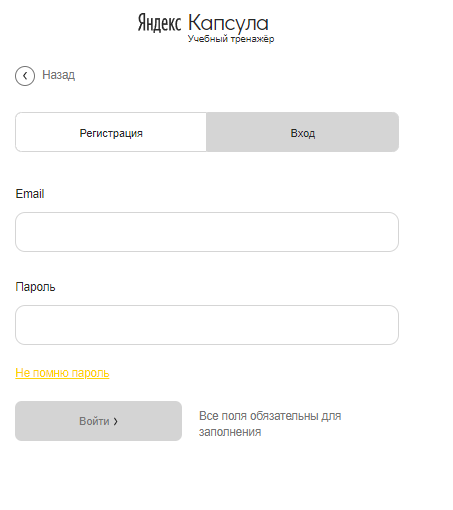 Яндекс Капсула
Учебный тренажёр
Назад
Регистрация
Вход
Email
Пароль
Не помню пароль
Войти
Все поля обязательны для
заполнения